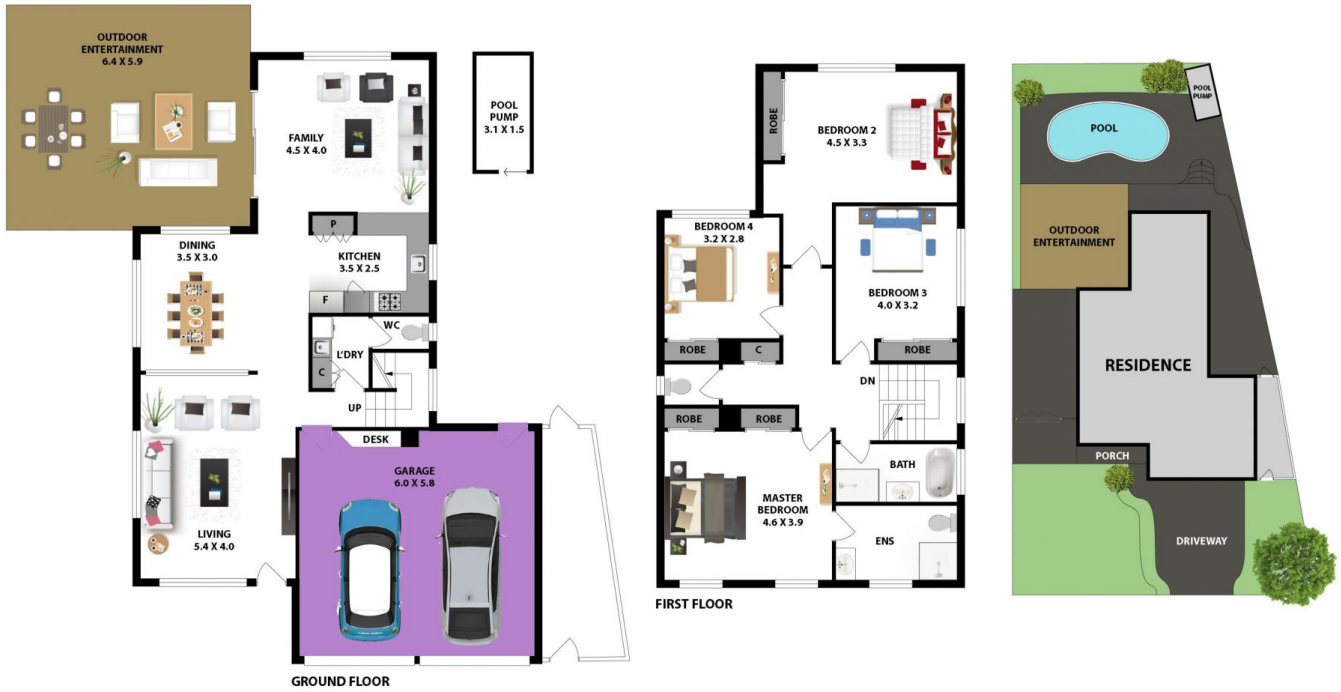 OUTDOOR
ENTERTAINMENT
6.4 X 5.9
FAMILY
4.5 X 4.0
POOL
PUMP
3.1 X 1.5
P
DINING
3.5 X 3.0
KITCHEN
3.5 X 2.5
F
WC
L'DRY
C
UP
DESK
GARAGE
6.0 X 5.8
LIVING
5.4 X 4.0
GROUND FLOOR
ROBE
BEDROOM 2
4.5 X 3.3
BEDROOM 4
3.2 X 2.8
BEDROOM 3
4.0 X 3.2
ROBE
C
ROBE
DN
ROBE
ROBE
BATH
MASTER
BEDROOM
4.6 X 3.9
ENS
FIRST FLOOR
POOL
PUMP
POOL
OUTDOOR
ENTERTAINMENT
RESIDENCE
PORCH
DRIVEWAY